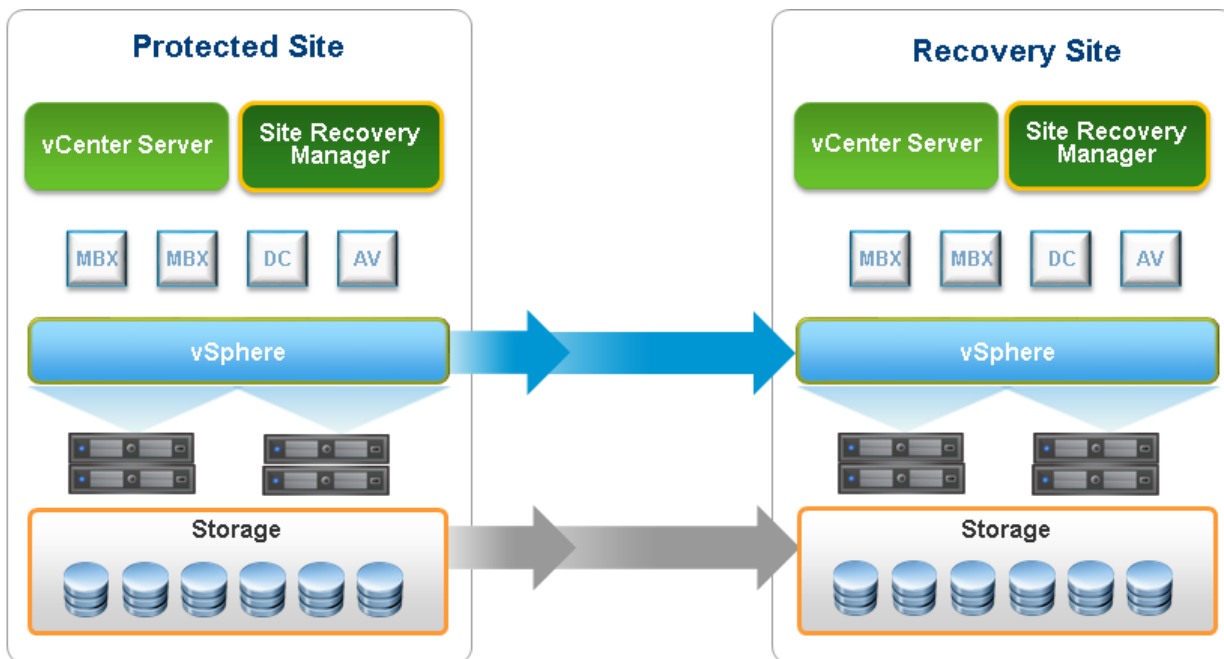 Protected Site
vCenter Server
Site Recovery
Manager
MBX
MBX
DC
AV
vSphere
Storage
Recovery Site
vCenter Server
Site Recovery
Manager
MBX
MBX
DC
AV
vSphere
Storage